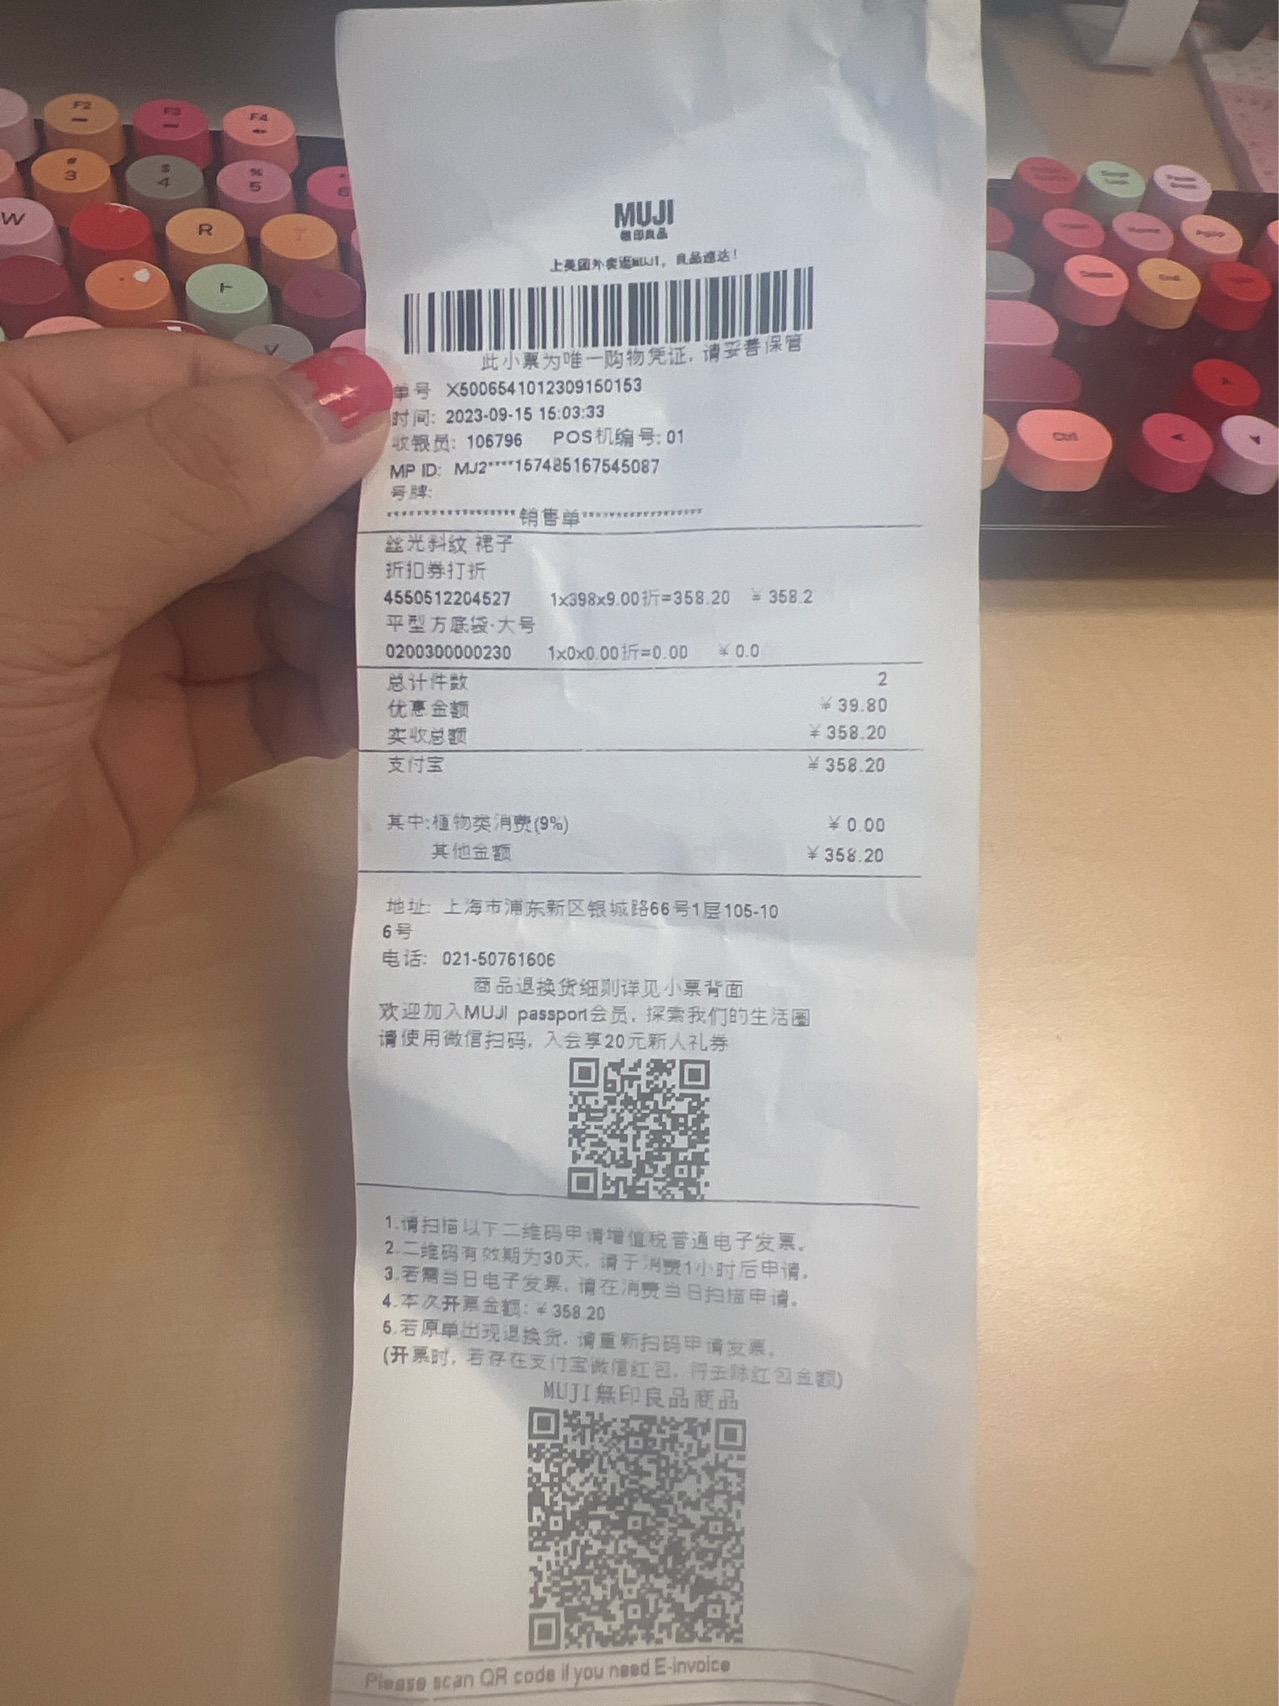 MUJI
無印良品
上美团外卖逛MUJI，良品速达！
此小票为唯一购物凭证，请妥善保管
单号 X5006541012309150153
时间: 2023-09-15 15:03:33
收银员: 106796 POS机编号: 01
MP ID: MJ2****157485167545087
号牌:
销售单
丝光斜纹 裙子
折扣券打折
4550512204527 1x398x9.00折=358.20 ¥358.2
平型方底袋·大号
0200300000230 1x0x0.00折=0.00 ¥0.0
总计件数 2
优惠金额 ¥39.80
实收总额 ¥358.20
支付宝 ¥358.20
其中:植物类消费(9%) ¥0.00
其他金额 ¥358.20
地址: 上海市浦东新区银城路66号1层105-10
6号
电话: 021-50761606
商品退换货细则详见小票背面
欢迎加入MUJI passport会员，探索我们的生活圈
请使用微信扫码，入会享20元新人礼券
1.请扫描以下二维码申请增值税普通电子发票。
2.二维码有效期为30天，请于消费1小时后申请。
3.若需当日电子发票，请在消费当日扫描申请。
4.本次开票金额: ¥358.20
5.若原单出现退换货，请重新扫码申请发票。
(开票时，若存在支付宝微信红包，得去除红包金额)
MUJI無印良品商品
Please scan QR code if you need E-invoice
F2
F3
F4
#
3
$
4
%
5
6
W
R
T
F
V
End
PgUp
Ctrl